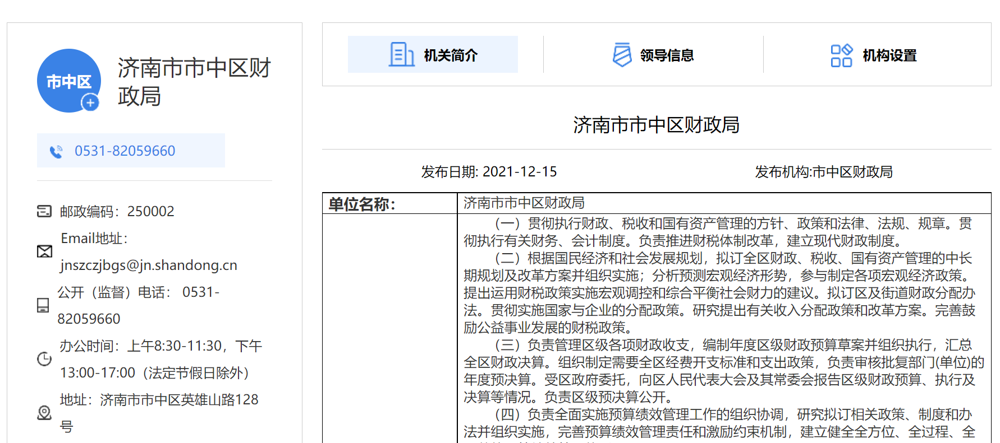 市中区
济南市市中区财
政局
0531-82059660
邮政编码：250002
Email地址：
jnszczjbgs@jn.shandong.cn
公开（监督）电话： 0531-
82059660
办公时间：上午8:30-11:30，下午
13:00-17:00（法定节假日除外）
地址：济南市市中区英雄山路128
号
机关简介
领导信息
机构设置
济南市市中区财政局
发布日期: 2021-12-15
发布机构:市中区财政局
单位名称：
济南市市中区财政局
（一）贯彻执行财政、税收和国有资产管理的方针、政策和法律、法规、规章。贯
彻执行有关财务、会计制度。负责推进财税体制改革，建立现代财政制度。
（二）根据国民经济和社会发展规划，拟订全区财政、税收、国有资产管理的中长
期规划及改革方案并组织实施；分析预测宏观经济形势，参与制定各项宏观经济政策。
提出运用财税政策实施宏观调控和综合平衡社会财力的建议。拟订区及街道财政分配办
法。贯彻实施国家与企业的分配政策。研究提出有关收入分配政策和改革方案。完善鼓
励公益事业发展的财税政策。
（三）负责管理区级各项财政收支，编制年度区级财政预算草案并组织执行，汇总
全区财政决算。组织制定需要全区经费开支标准和支出政策，负责审核批复部门(单位)的
年度预决算。受区政府委托，向区人民代表大会及其常委会报告区级财政预算、执行及
决算等情况。负责区级预决算公开。
（四）负责全面实施预算绩效管理工作的组织协调，研究拟订相关政策、制度和办
法并组织实施，完善预算绩效管理责任和激励约束机制，建立健全全方位、全过程、全